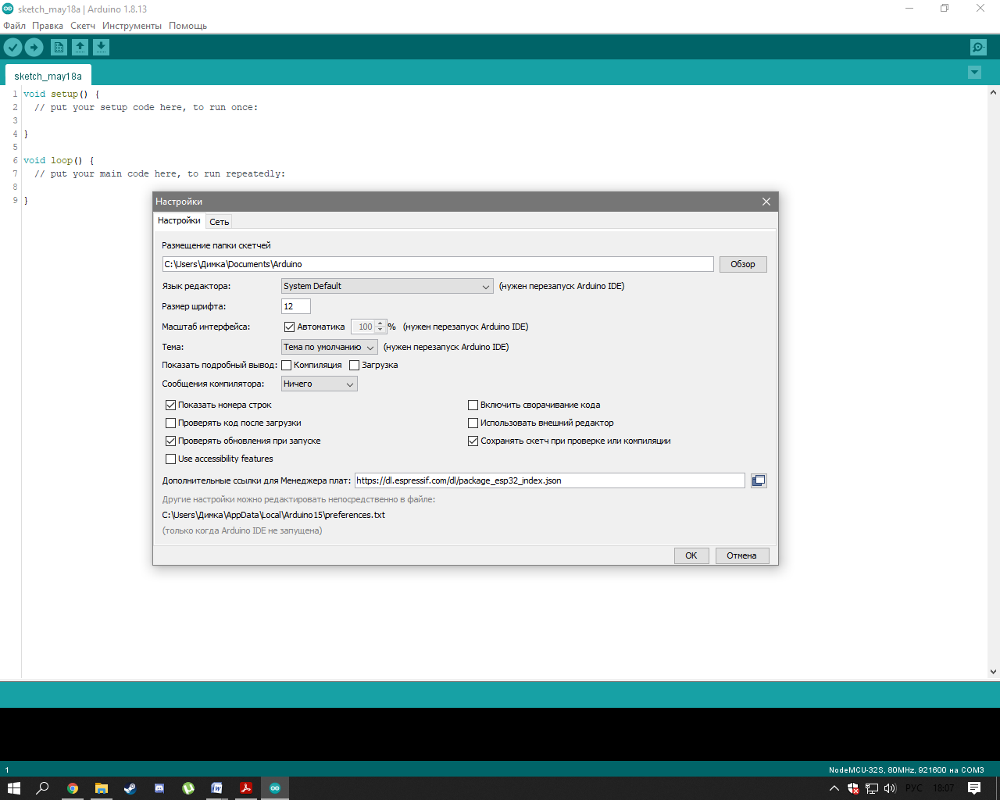 sketch_may18a | Arduino 1.8.13
Файл Правка Скетч Инструменты Помощь
sketch_may18a
1 void setup() {
2 // put your setup code here, to run once:
3
4 }
5
6 void loop() {
7 // put your main code here, to run repeatedly:
8
9 }
Настройки
Настройки Сеть
Размещение папки скетчей
C:\Users\Димка\Documents\Arduino Обзор
Язык редактора: System Default (нужен перезапуск Arduino IDE)
Размер шрифта: 12
Масштаб интерфейса: Автоматика 100 % (нужен перезапуск Arduino IDE)
Тема: Тема по умолчанию (нужен перезапуск Arduino IDE)
Показать подробный вывод: Компиляция Загрузка
Сообщения компилятора: Ничего
Показать номера строк Включить сворачивание кода
Проверять код после загрузки Использовать внешний редактор
Проверять обновления при запуске Сохранять скетч при проверке или компиляции
Use accessibility features
Дополнительные ссылки для Менеджера плат: https://dl.espressif.com/dl/package_esp32_index.json
Другие настройки можно редактировать непосредственно в файле:
C:\Users\Димка\AppData\Local\Arduino15\preferences.txt
(только когда Arduino IDE не запущена)
OK Отмена
1 NodeMCU-32S, 80MHz, 921600 на COM3
РУС 18:07